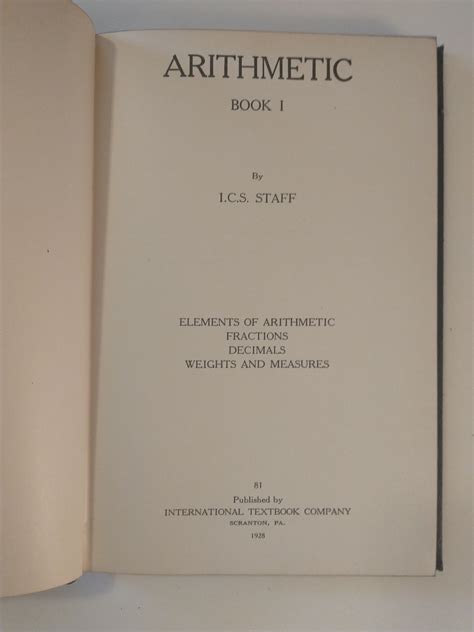 ARITHMETIC
BOOK I
By
I.C.S. STAFF
ELEMENTS OF ARITHMETIC
FRACTIONS
DECIMALS
WEIGHTS AND MEASURES
81
Published by
INTERNATIONAL TEXTBOOK COMPANY
SCRANTON, PA.
1928